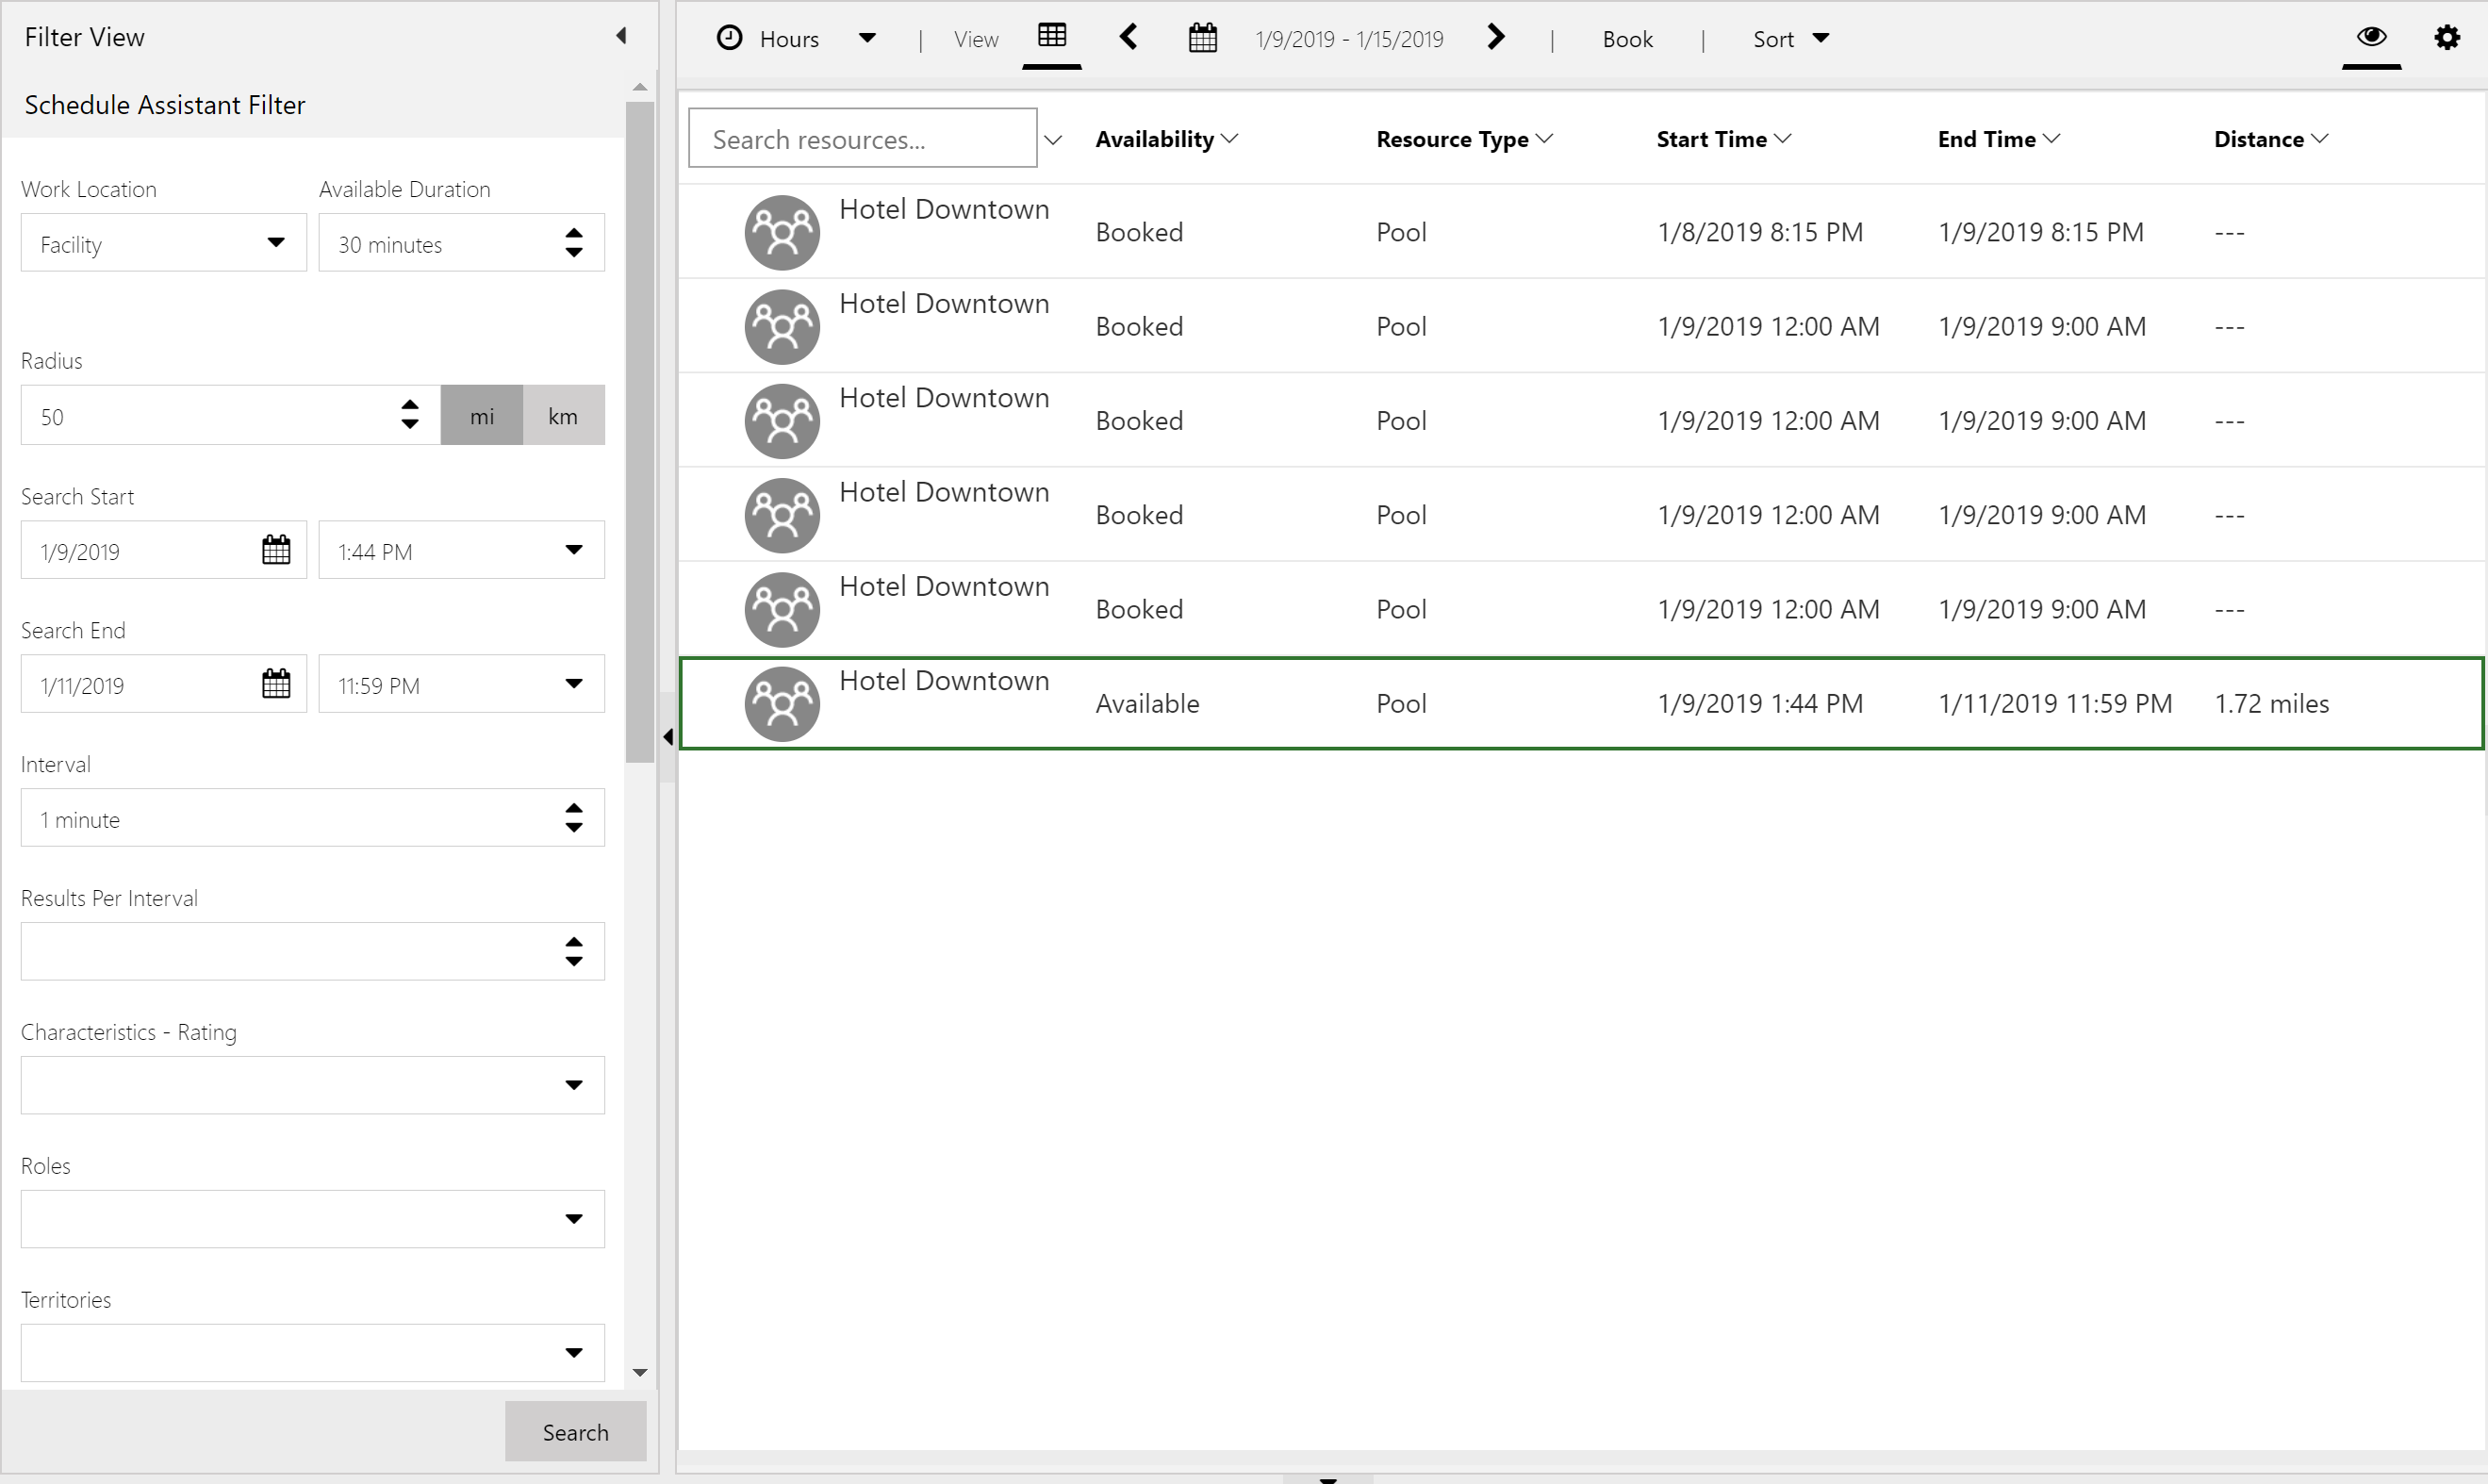 Filter View
Schedule Assistant Filter
Work Location Available Duration
Facility 30 minutes
Radius
50 mi km
Search Start
1/9/2019 1:44 PM
Search End
1/11/2019 11:59 PM
Interval
1 minute
Results Per Interval
Characteristics - Rating
Roles
Territories
Search
Hours | View 1/9/2019 - 1/15/2019 | Book | Sort
Search resources... Availability Resource Type Start Time End Time Distance
Hotel Downtown Booked Pool 1/8/2019 8:15 PM 1/9/2019 8:15 PM ---
Hotel Downtown Booked Pool 1/9/2019 12:00 AM 1/9/2019 9:00 AM ---
Hotel Downtown Booked Pool 1/9/2019 12:00 AM 1/9/2019 9:00 AM ---
Hotel Downtown Booked Pool 1/9/2019 12:00 AM 1/9/2019 9:00 AM ---
Hotel Downtown Booked Pool 1/9/2019 12:00 AM 1/9/2019 9:00 AM ---
Hotel Downtown Available Pool 1/9/2019 1:44 PM 1/11/2019 11:59 PM 1.72 miles